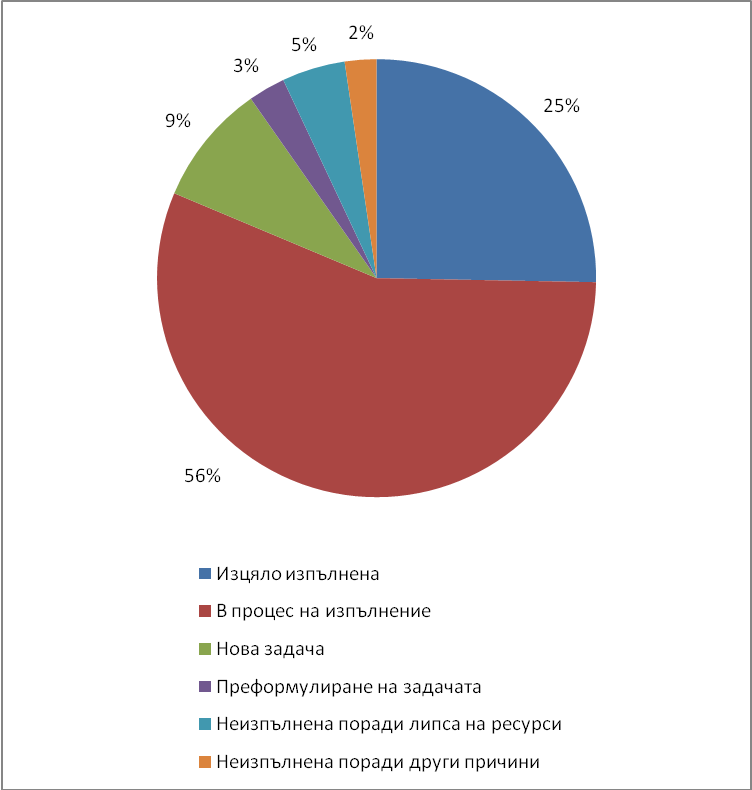 2%
5%
3%
25%
9%
56%
Изцяло изпълнена
В процес на изпълнение
Нова задача
Преформулиране на задачата
Неизпълнена поради липса на ресурси
Неизпълнена поради други причини